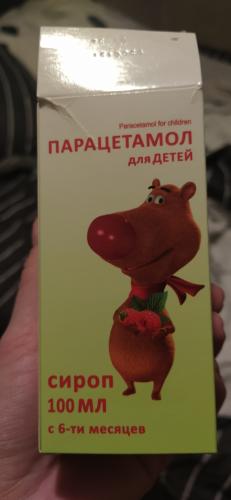 Paracetamol for children
ПАРАЦЕТАМОЛ
для ДЕТЕЙ
сироп
100 МЛ
с 6-ти месяцев